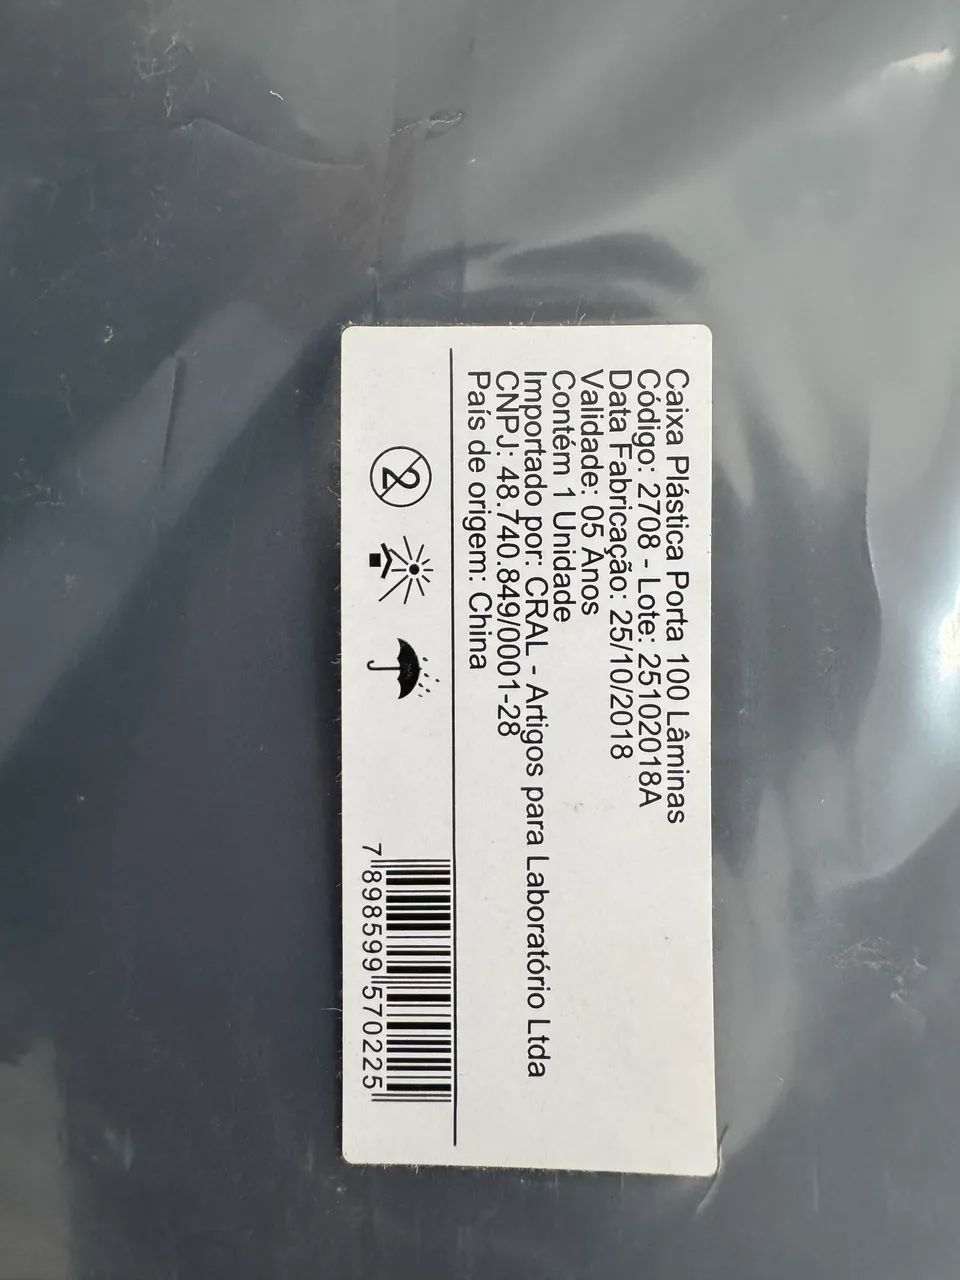 Caixa Plástica Porta 100 Lâminas
Código: 2708 - Lote: 25102018A
Data Fabricação: 25/10/2018
Validade: 05 Anos
Contém 1 Unidade
Importado por: CRAL - Artigos para Laboratório Ltda
CNPJ: 48.740.849/0001-28
País de origem: China
2
7 898599 570225